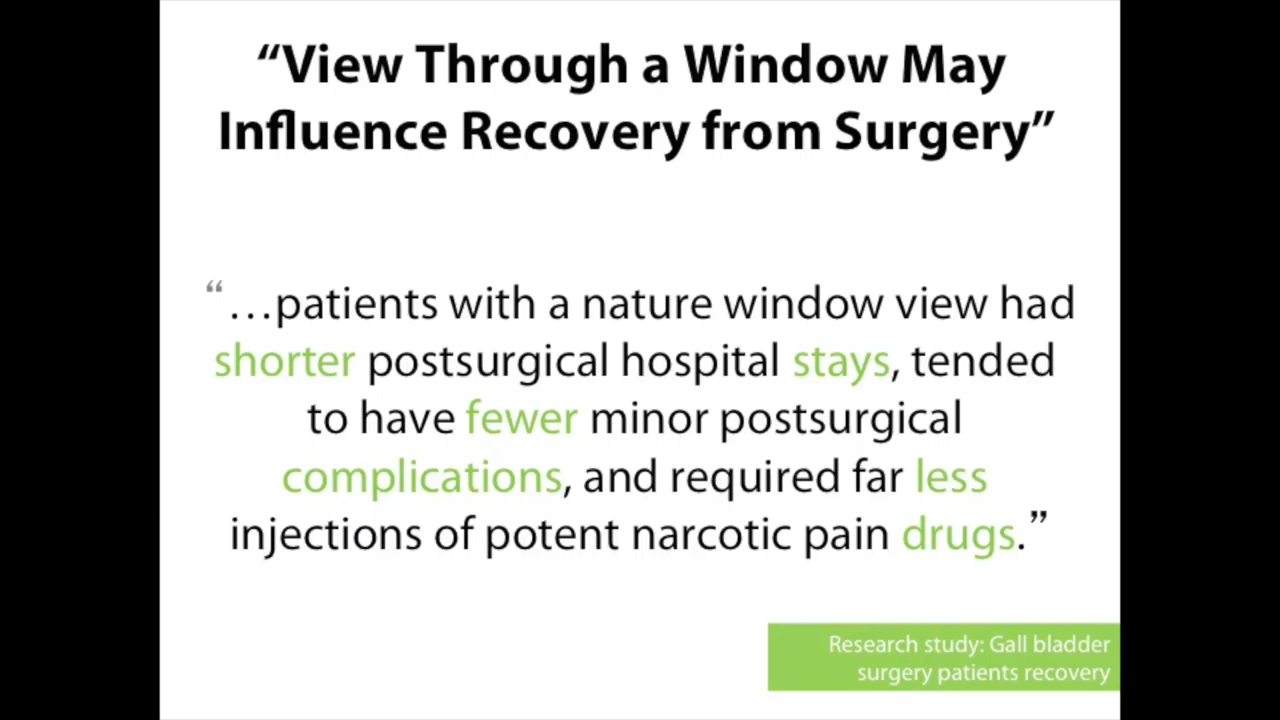 “View Through a Window May
Influence Recovery from Surgery”
“…patients with a nature window view had
shorter postsurgical hospital stays, tended
to have fewer minor postsurgical
complications, and required far less
injections of potent narcotic pain drugs.”
Research study: Gall bladder
surgery patients recovery